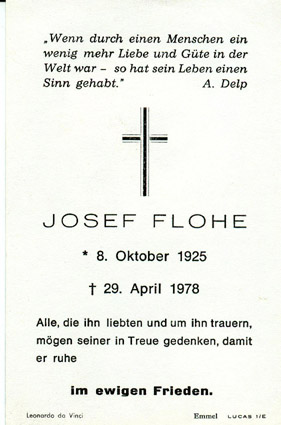 „Wenn durch einen Menschen ein
wenig mehr Liebe und Güte in der
Welt war – so hat sein Leben einen
Sinn gehabt." A. Delp
JOSEF FLOHE
* 8. Oktober 1925
† 29. April 1978
Alle, die ihn liebten und um ihn trauern,
mögen seiner in Treue gedenken, damit
er ruhe
im ewigen Frieden.
Leonardo da Vinci Emmel LUCAS I/E